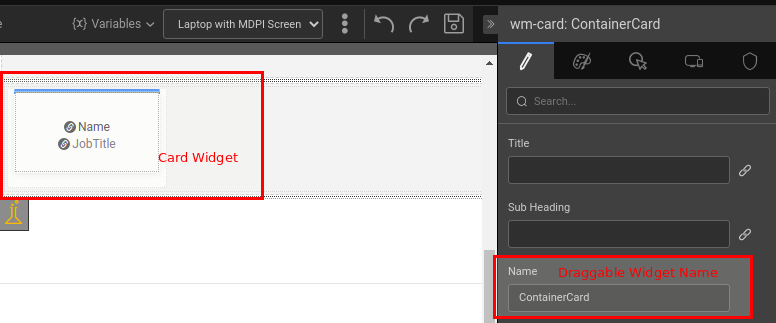 {x} Variables
Laptop with MDPI Screen
Name
JobTitle
Card Widget
wm-card: ContainerCard
Search...
Title
Sub Heading
Name
Draggable Widget Name
ContainerCard